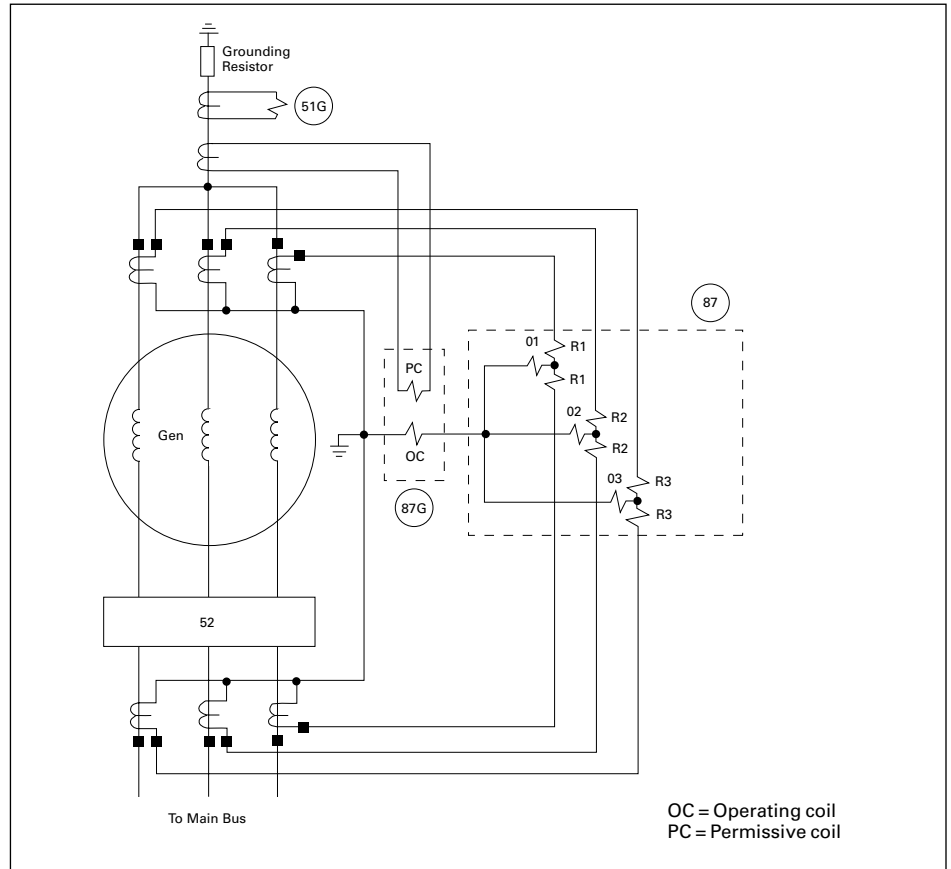 Grounding
Resistor
51G
87
01
R1
R1
PC
02
R2
Gen
OC
R2
03
R3
87G
R3
52
To Main Bus
OC = Operating coil
PC = Permissive coil